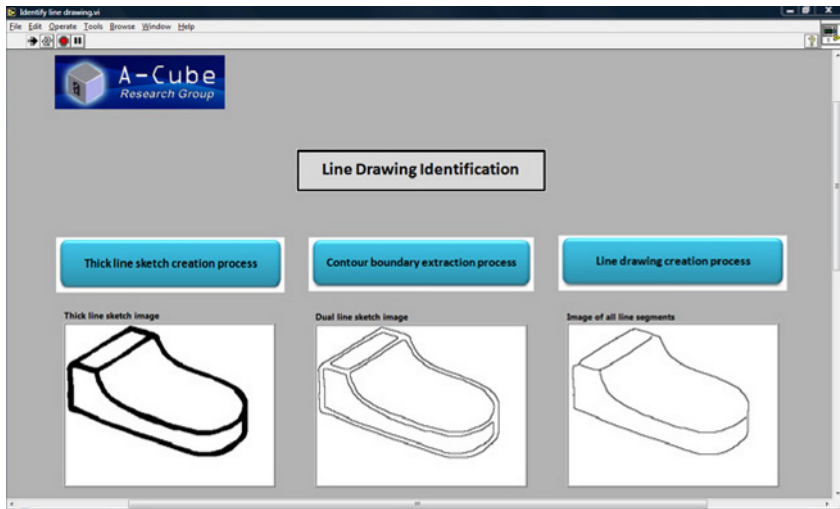 Identify line drawing.vi
File Edit Operate Tools Browse Window Help
A-Cube
Research Group
Line Drawing Identification
Thick line sketch creation process
Contour boundary extraction process
Line drawing creation process
Thick line sketch image
Dual line sketch image
Image of all line segments